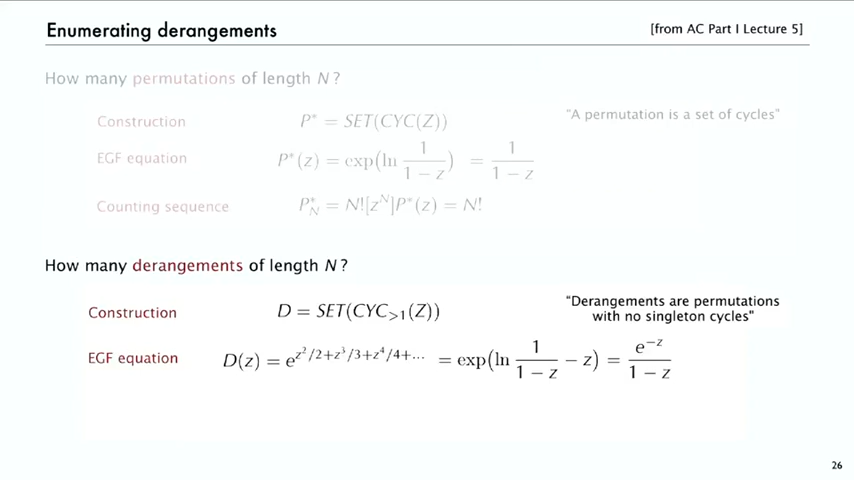 Enumerating derangements [from AC Part I Lecture 5]
How many permutations of length N ?
Construction P* = SET(CYC(Z)) "A permutation is a set of cycles"
EGF equation P*(z) = exp(ln 1/(1 − z)) = 1/(1 − z)
Counting sequence P*_N = N![z^N]P*(z) = N!
How many derangements of length N ?
Construction D = SET(CYC_{>1}(Z)) "Derangements are permutations
with no singleton cycles"
EGF equation D(z) = e^{z^2/2+z^3/3+z^4/4+...} = exp(ln 1/(1 − z) − z) = e^{−z}/(1 − z)
26